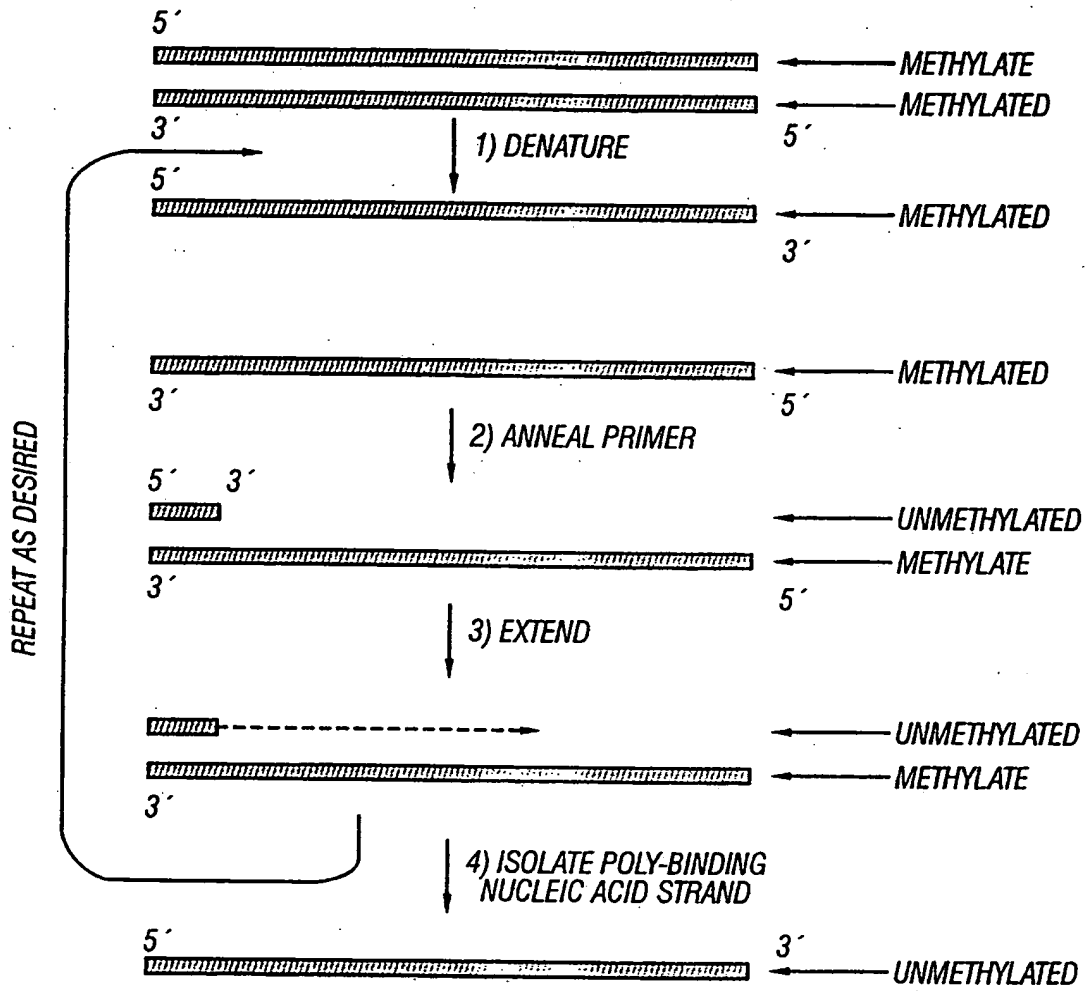 5´
METHYLATE
METHYLATED
3´
5´
1) DENATURE
5´
METHYLATED
3´
METHYLATED
3´
5´
2) ANNEAL PRIMER
5´ 3´
UNMETHYLATED
METHYLATE
3´
5´
3) EXTEND
UNMETHYLATED
METHYLATE
3´
REPEAT AS DESIRED
4) ISOLATE POLY-BINDING
NUCLEIC ACID STRAND
5´
3´
UNMETHYLATED